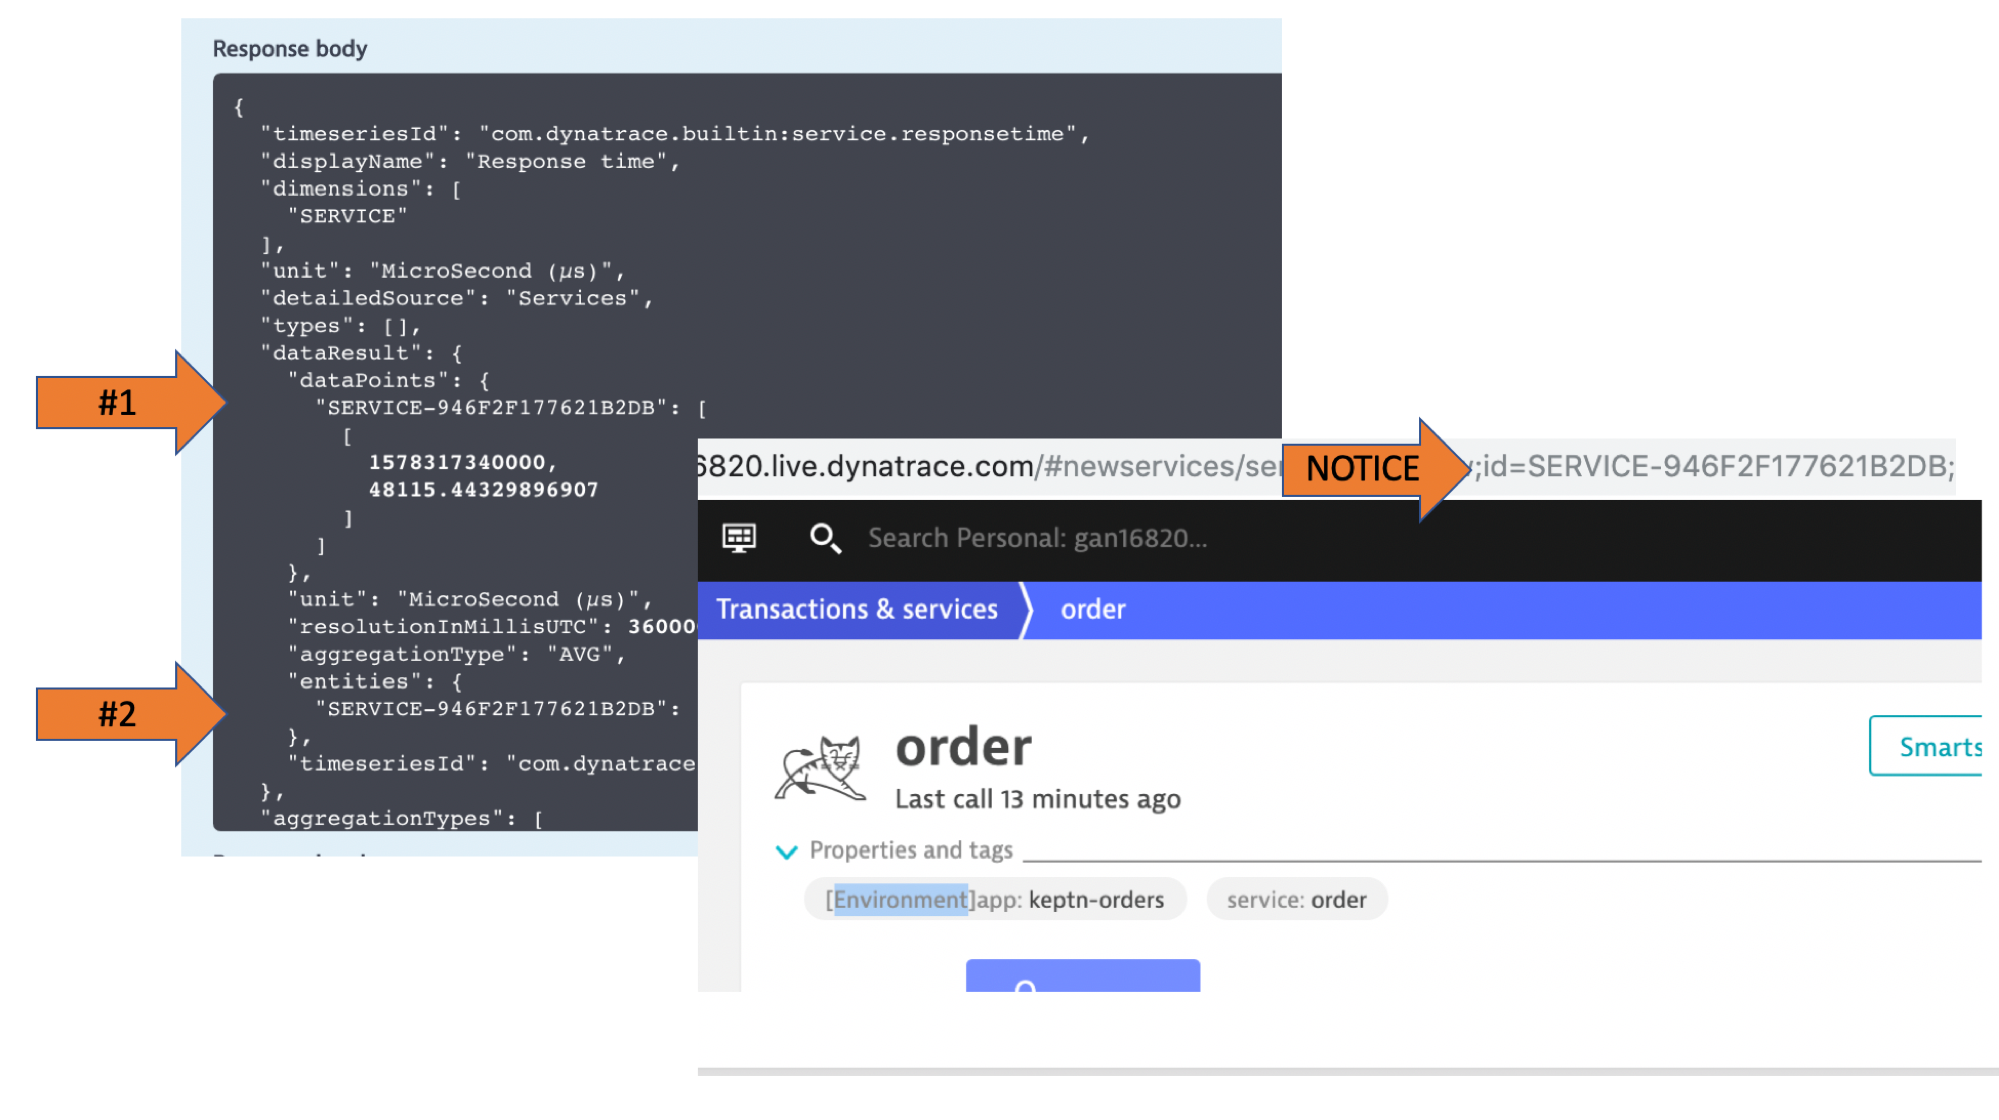 Response body
{
"timeseriesId": "com.dynatrace.builtin:service.responsetime",
"displayName": "Response time",
"dimensions": [
"SERVICE"
],
"unit": "MicroSecond (µs)",
"detailedSource": "Services",
"types": [],
"dataResult": {
"dataPoints": {
#1
"SERVICE-946F2F177621B2DB": [
[
1578317340000,
48115.44329896907
]
]
},
"unit": "MicroSecond (µs)",
"resolutionInMillisUTC": 36000
"aggregationType": "AVG",
"entities": {
#2
"SERVICE-946F2F177621B2DB":
},
"timeseriesId": "com.dynatrace
},
"aggregationTypes": [
6820.live.dynatrace.com/#newservices/ser
NOTICE
;id=SERVICE-946F2F177621B2DB;
Search Personal: gan16820...
Transactions & services
order
order
Last call 13 minutes ago
Smarts
Properties and tags
[Environment]app: keptn-orders
service: order